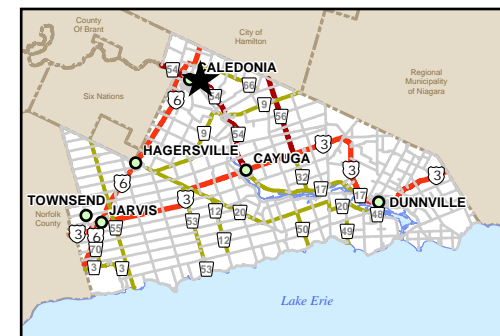 County
Of Brant
City of
Hamilton
CALEDONIA
54
6
54
66
Regional
Municipality
of Niagara
Six Nations
9
56
9
54
3
HAGERSVILLE
3
CAYUGA
3
6
32
17
17
TOWNSEND
3
DUNNVILLE
JARVIS
12
20
20
48
Norfolk
County
3
6
55
53
12
50
49
70
3
3
53
Lake Erie